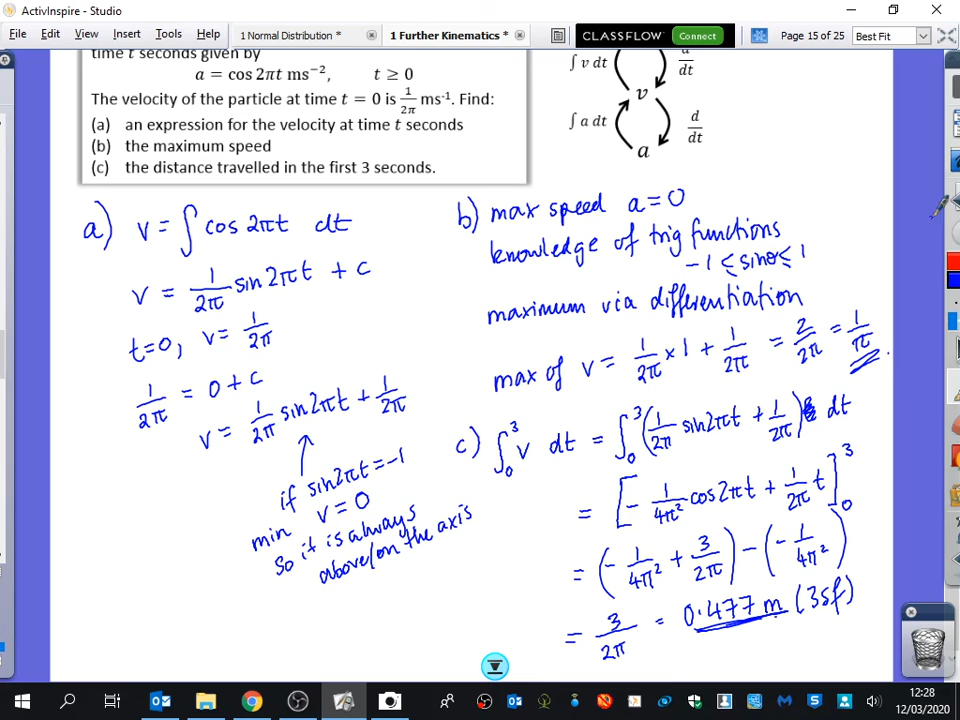 ActivInspire - Studio
File Edit View Insert Tools Help
1 Normal Distribution *
1 Further Kinematics *
CLASSFLOW Connect
Page 15 of 25
Best Fit
time t seconds given by
a = cos 2πt ms⁻², t ≥ 0
The velocity of the particle at time t = 0 is 1/2π ms⁻¹. Find:
(a) an expression for the velocity at time t seconds
(b) the maximum speed
(c) the distance travelled in the first 3 seconds.
∫ v dt
d/dt
v
∫ a dt
d/dt
a
a) v = ∫ cos 2πt dt
v = 1/2π sin 2πt + c
t=0, v = 1/2π
1/2π = 0 + c
v = 1/2π sin 2πt + 1/2π
if sin2πt = -1
min v = 0
So it is always
above/on the axis
b) max speed a = 0
knowledge of trig functions
-1 ≤ sinθ ≤ 1
maximum via differentiation
max of v = 1/2π × 1 + 1/2π = 2/2π = 1/π
c) ∫₀³ v dt = ∫₀³ (1/2π sin2πt + 1/2π) dt
= [- 1/4π² cos 2πt + 1/2π t]₀³
= (- 1/4π² + 3/2π) - (- 1/4π²)
= 3/2π = 0.477 m (3sf)
12:28
12/03/2020